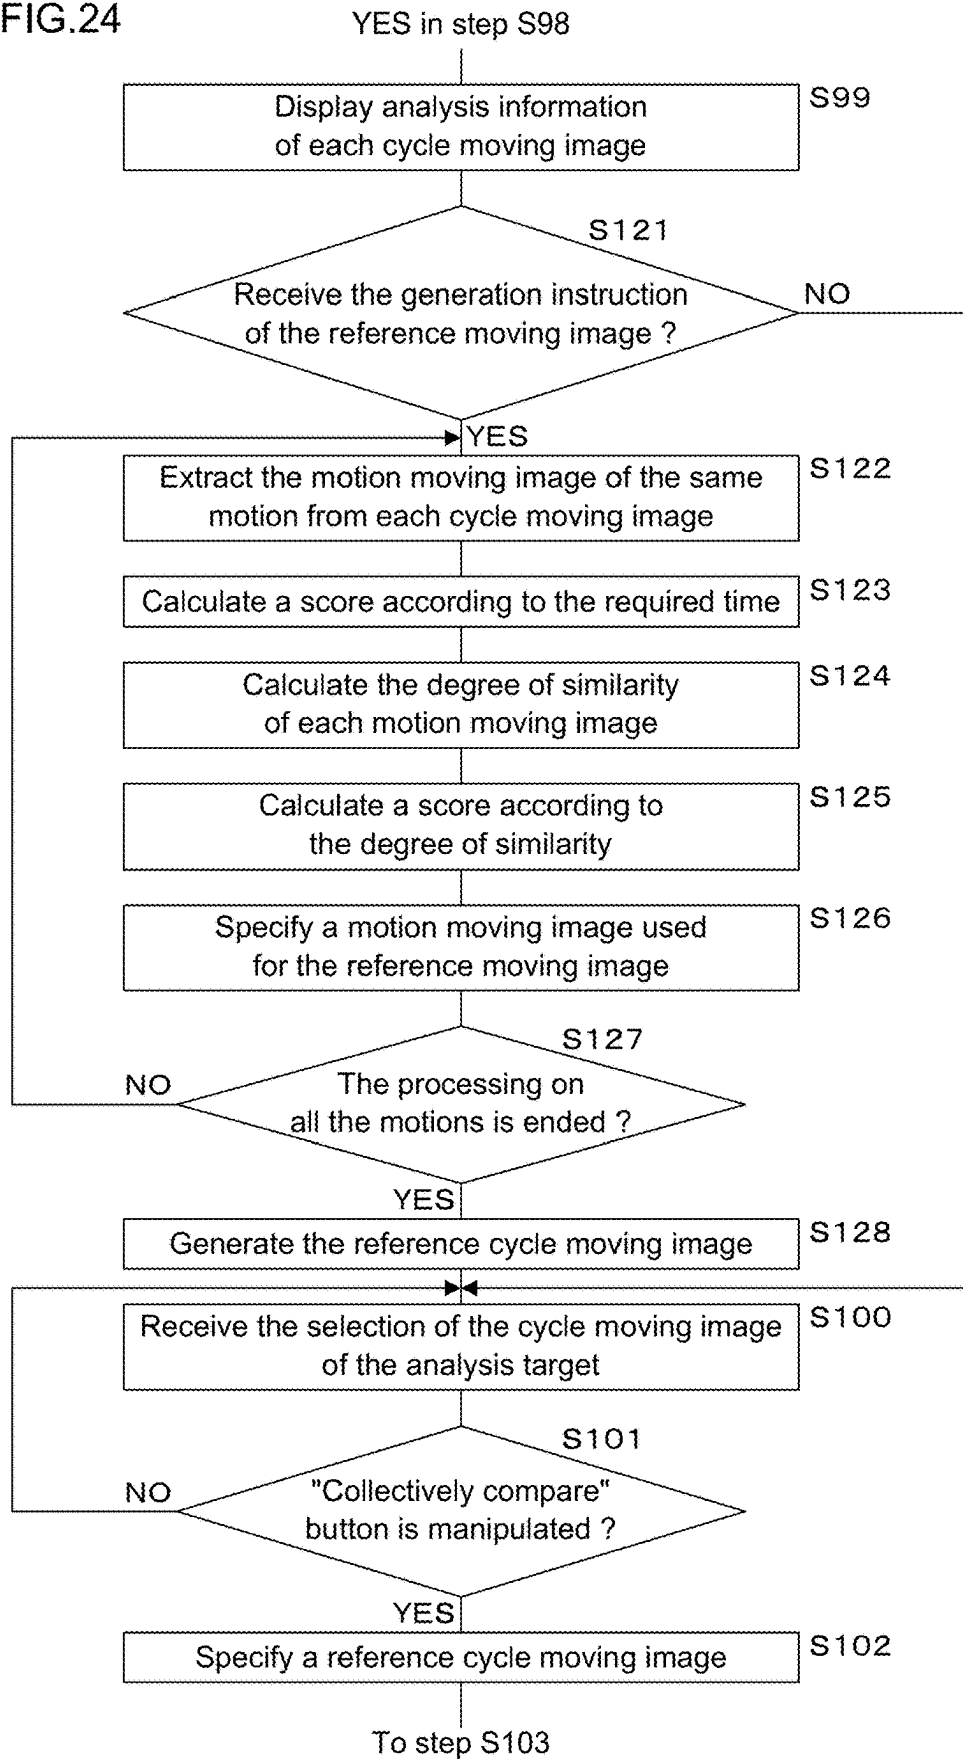 FIG.24
YES in step S98
S99
Display analysis information
of each cycle moving image
S121
Receive the generation instruction
of the reference moving image ?
NO
YES
S122
Extract the motion moving image of the same
motion from each cycle moving image
S123
Calculate a score according to the required time
S124
Calculate the degree of similarity
of each motion moving image
S125
Calculate a score according to
the degree of similarity
S126
Specify a motion moving image used
for the reference moving image
S127
NO
The processing on
all the motions is ended ?
YES
S128
Generate the reference cycle moving image
S100
Receive the selection of the cycle moving image
of the analysis target
S101
NO
"Collectively compare"
button is manipulated ?
YES
S102
Specify a reference cycle moving image
To step S103